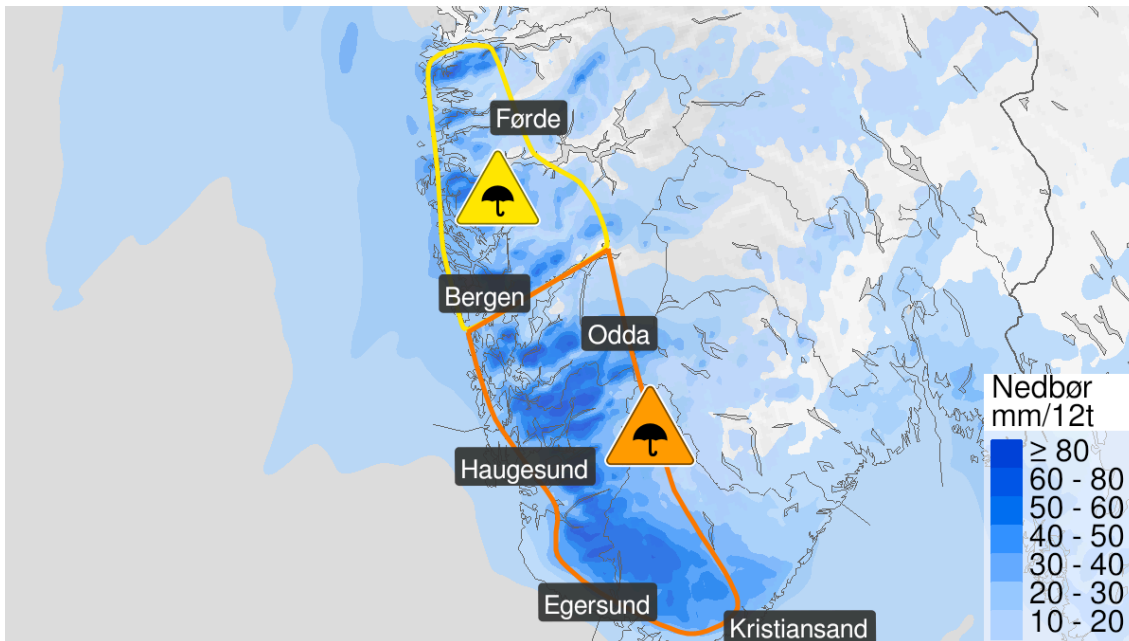 Førde
Bergen
Odda
Haugesund
Egersund
Kristiansand
Nedbør
mm/12t
≥ 80
60 - 80
50 - 60
40 - 50
30 - 40
20 - 30
10 - 20